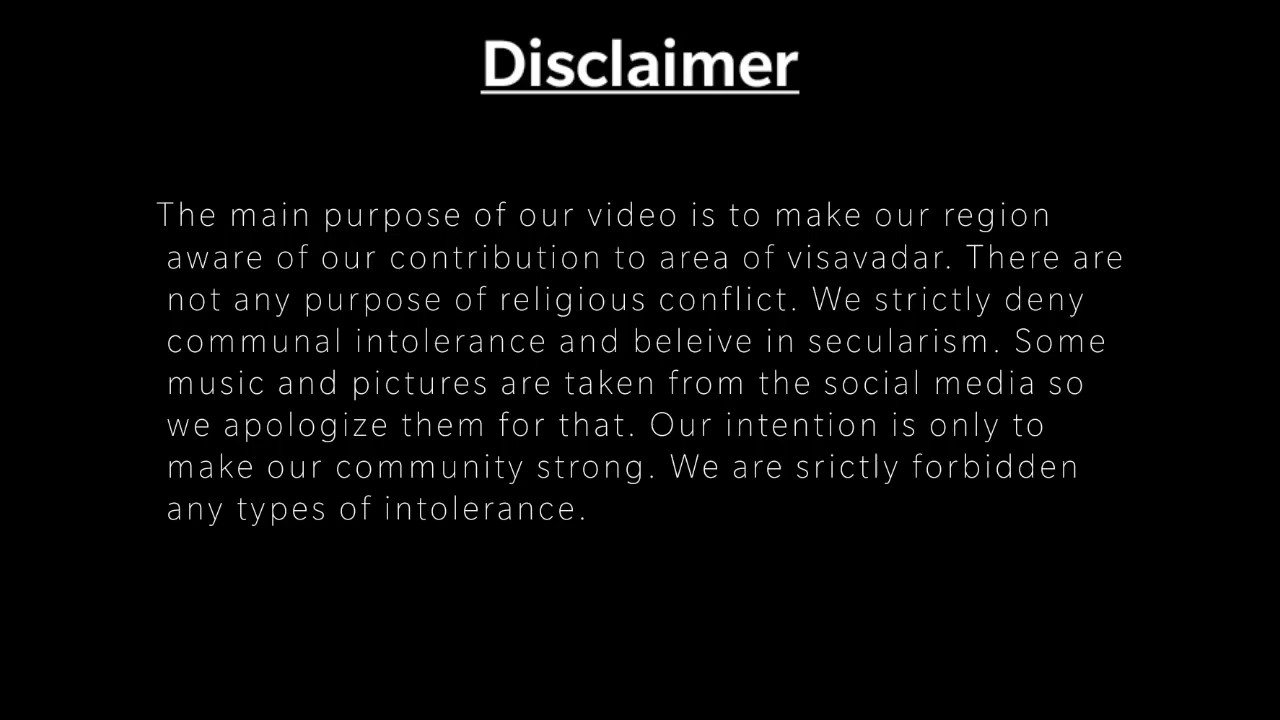 Disclaimer
The main purpose of our video is to make our region
aware of our contribution to area of visavadar. There are
not any purpose of religious conflict. We strictly deny
communal intolerance and beleive in secularism. Some
music and pictures are taken from the social media so
we apologize them for that. Our intention is only to
make our community strong. We are srictly forbidden
any types of intolerance.